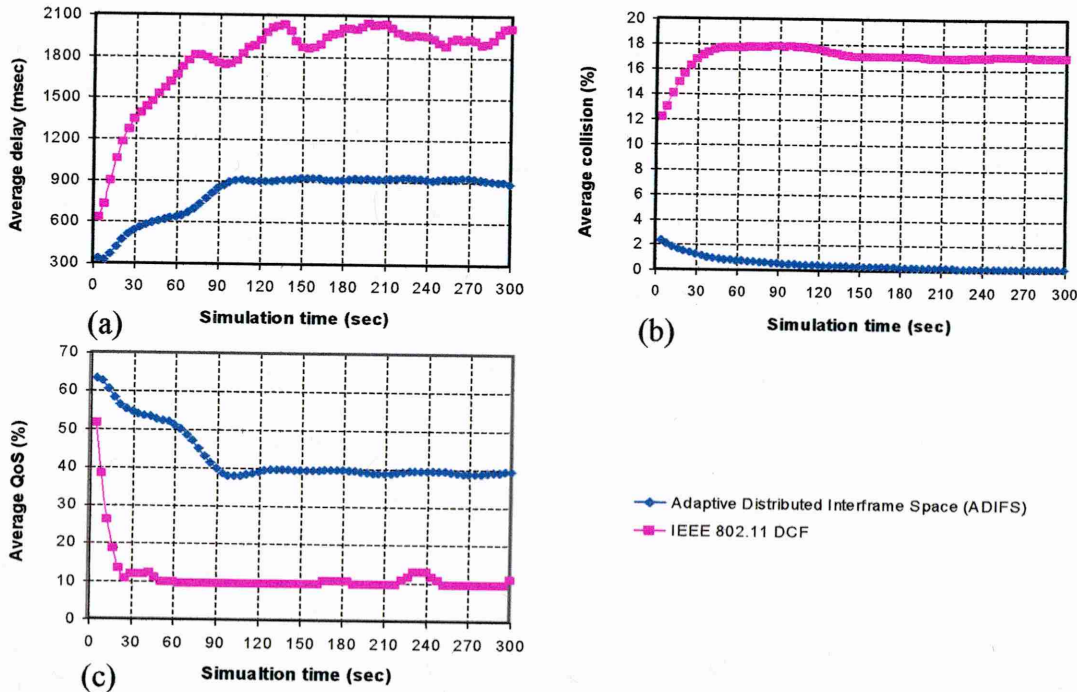 2100
1800
1500
1200
900
600
300
Average delay (msec)
0 30 60 90 120 150 180 210 240 270 300
Simulation time (sec)
(a)
20
18
16
14
12
10
8
6
4
2
0
Average collision (%)
0 30 60 90 120 150 180 210 240 270 300
Simulation time (sec)
(b)
70
60
50
40
30
20
10
0
Average QoS (%)
0 30 60 90 120 150 180 210 240 270 300
Simualtion time (sec)
(c)
Adaptive Distributed Interframe Space (ADIFS)
IEEE 802.11 DCF